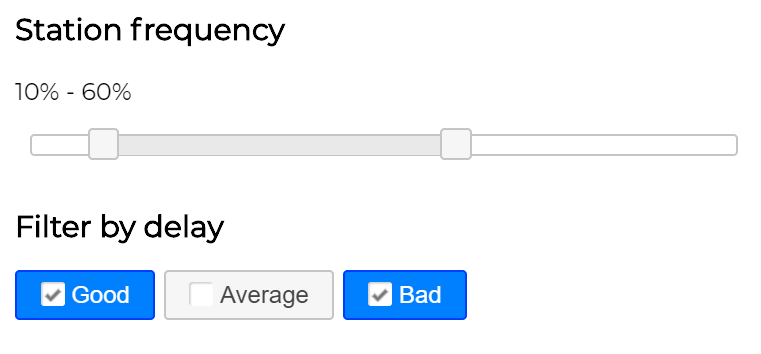 Station frequency
10% - 60%
Filter by delay
Good Average Bad